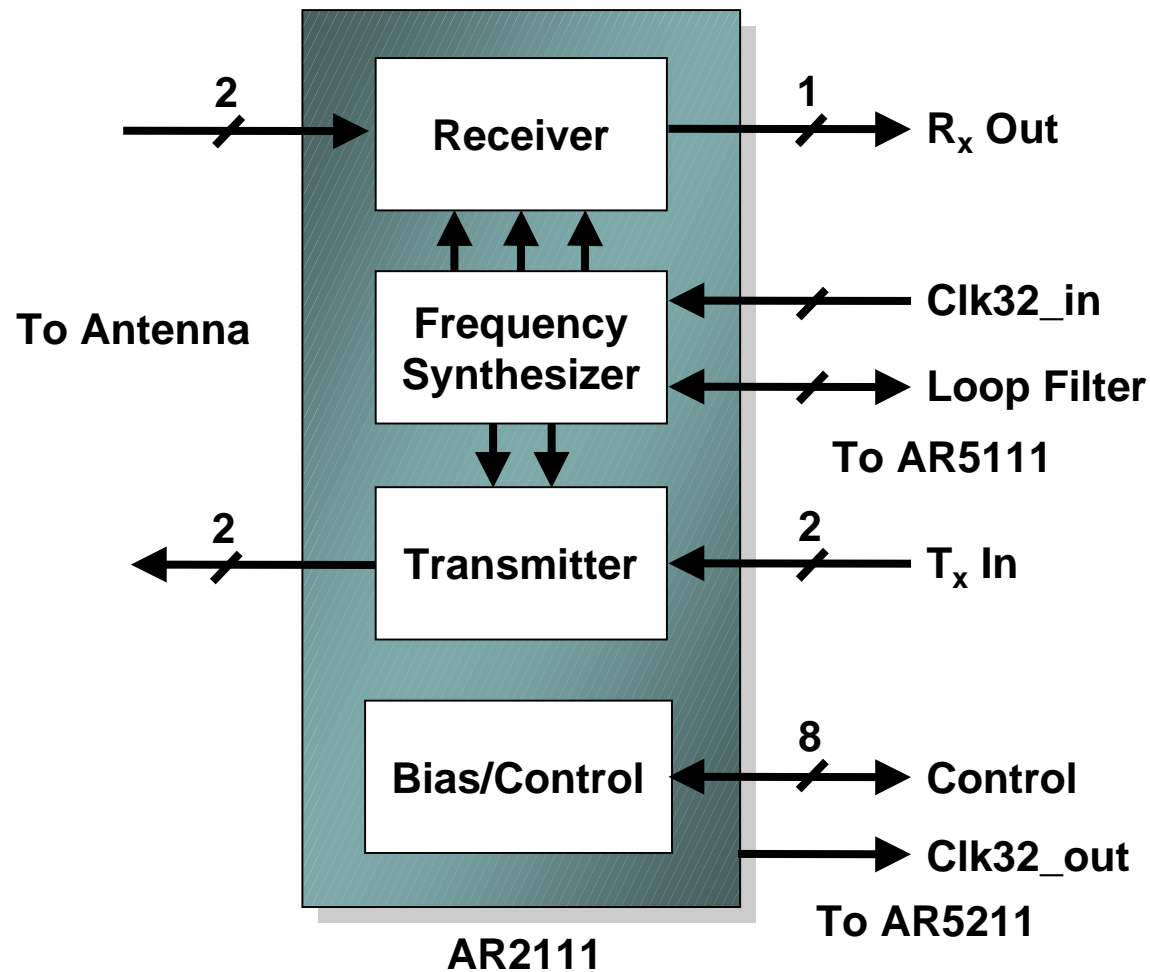 2
1
Receiver
Rx Out
To Antenna
Frequency
Synthesizer
Clk32_in
Loop Filter
To AR5111
2
2
Transmitter
Tx In
8
Bias/Control
Control
Clk32_out
To AR5211
AR2111